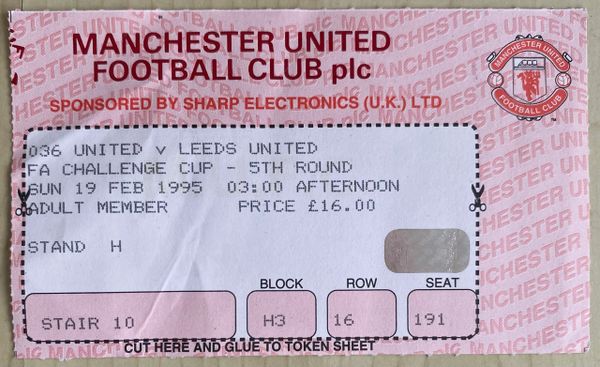 MANCHESTER UNITED
FOOTBALL CLUB plc
SPONSORED BY SHARP ELECTRONICS (U.K.) LTD
MANCHESTER UNITED
FOOTBALL CLUB
TM
036 UNITED v LEEDS UNITED
FA CHALLENGE CUP - 5TH ROUND
SUN 19 FEB 1995 03:00 AFTERNOON
ADULT MEMBER PRICE £16.00
STAND H
BLOCK ROW SEAT
STAIR 10 H3 16 191
CUT HERE AND GLUE TO TOKEN SHEET